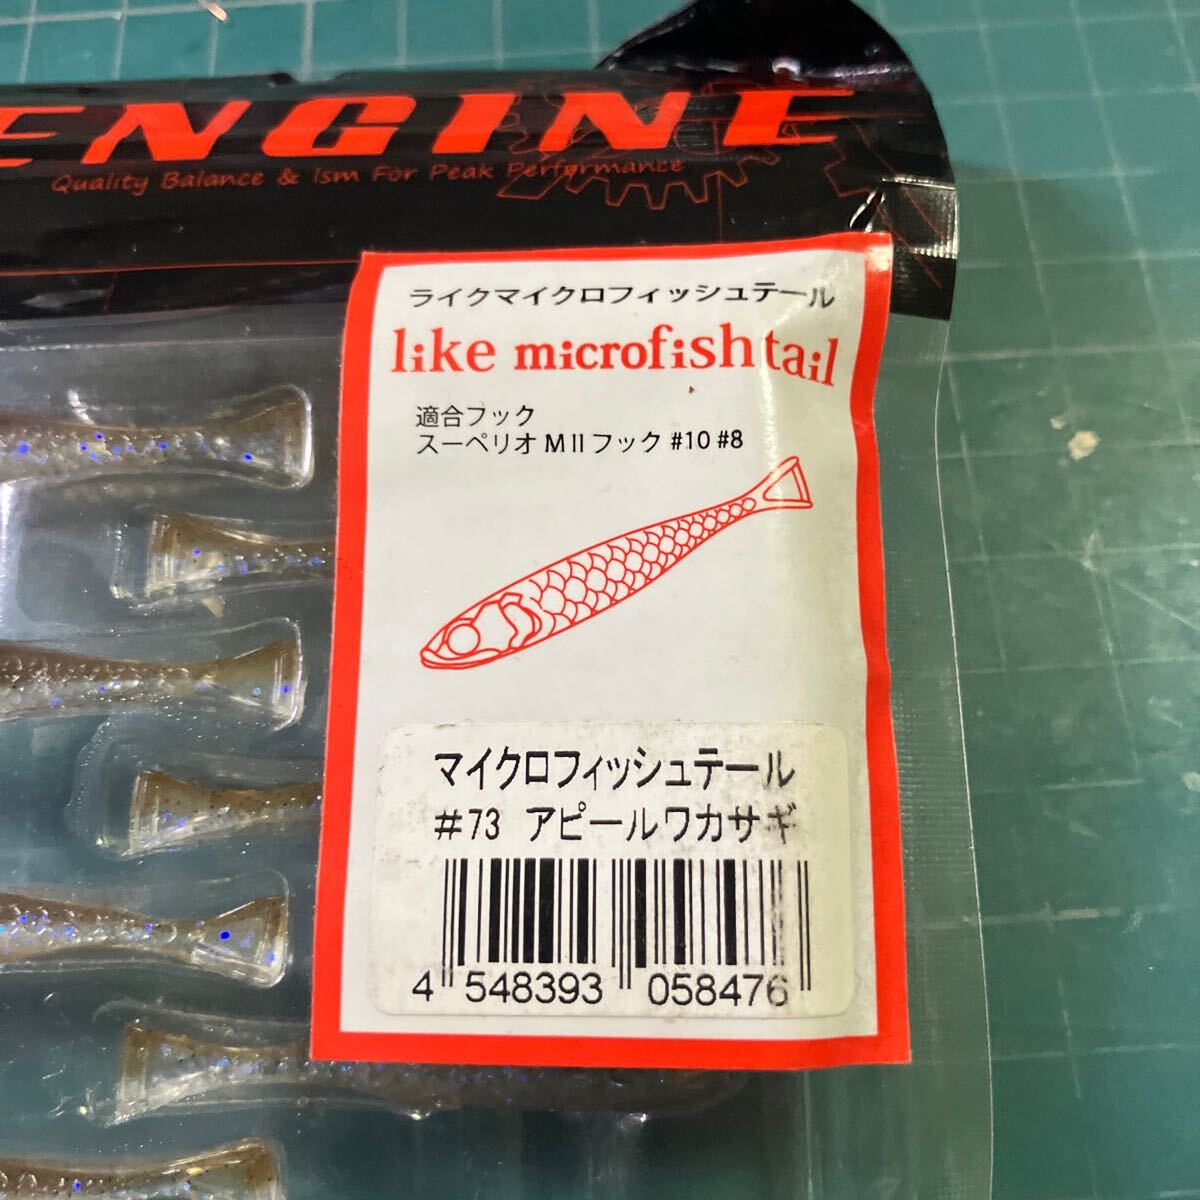 ENGINE
Quality Balance & Ism For Peak Performance
ライクマイクロフィッシュテール
like microfish tail
適合フック
スーペリオ MII フック #10 #8
マイクロフィッシュテール
#73 アピールワカサギ
4 548393 058476